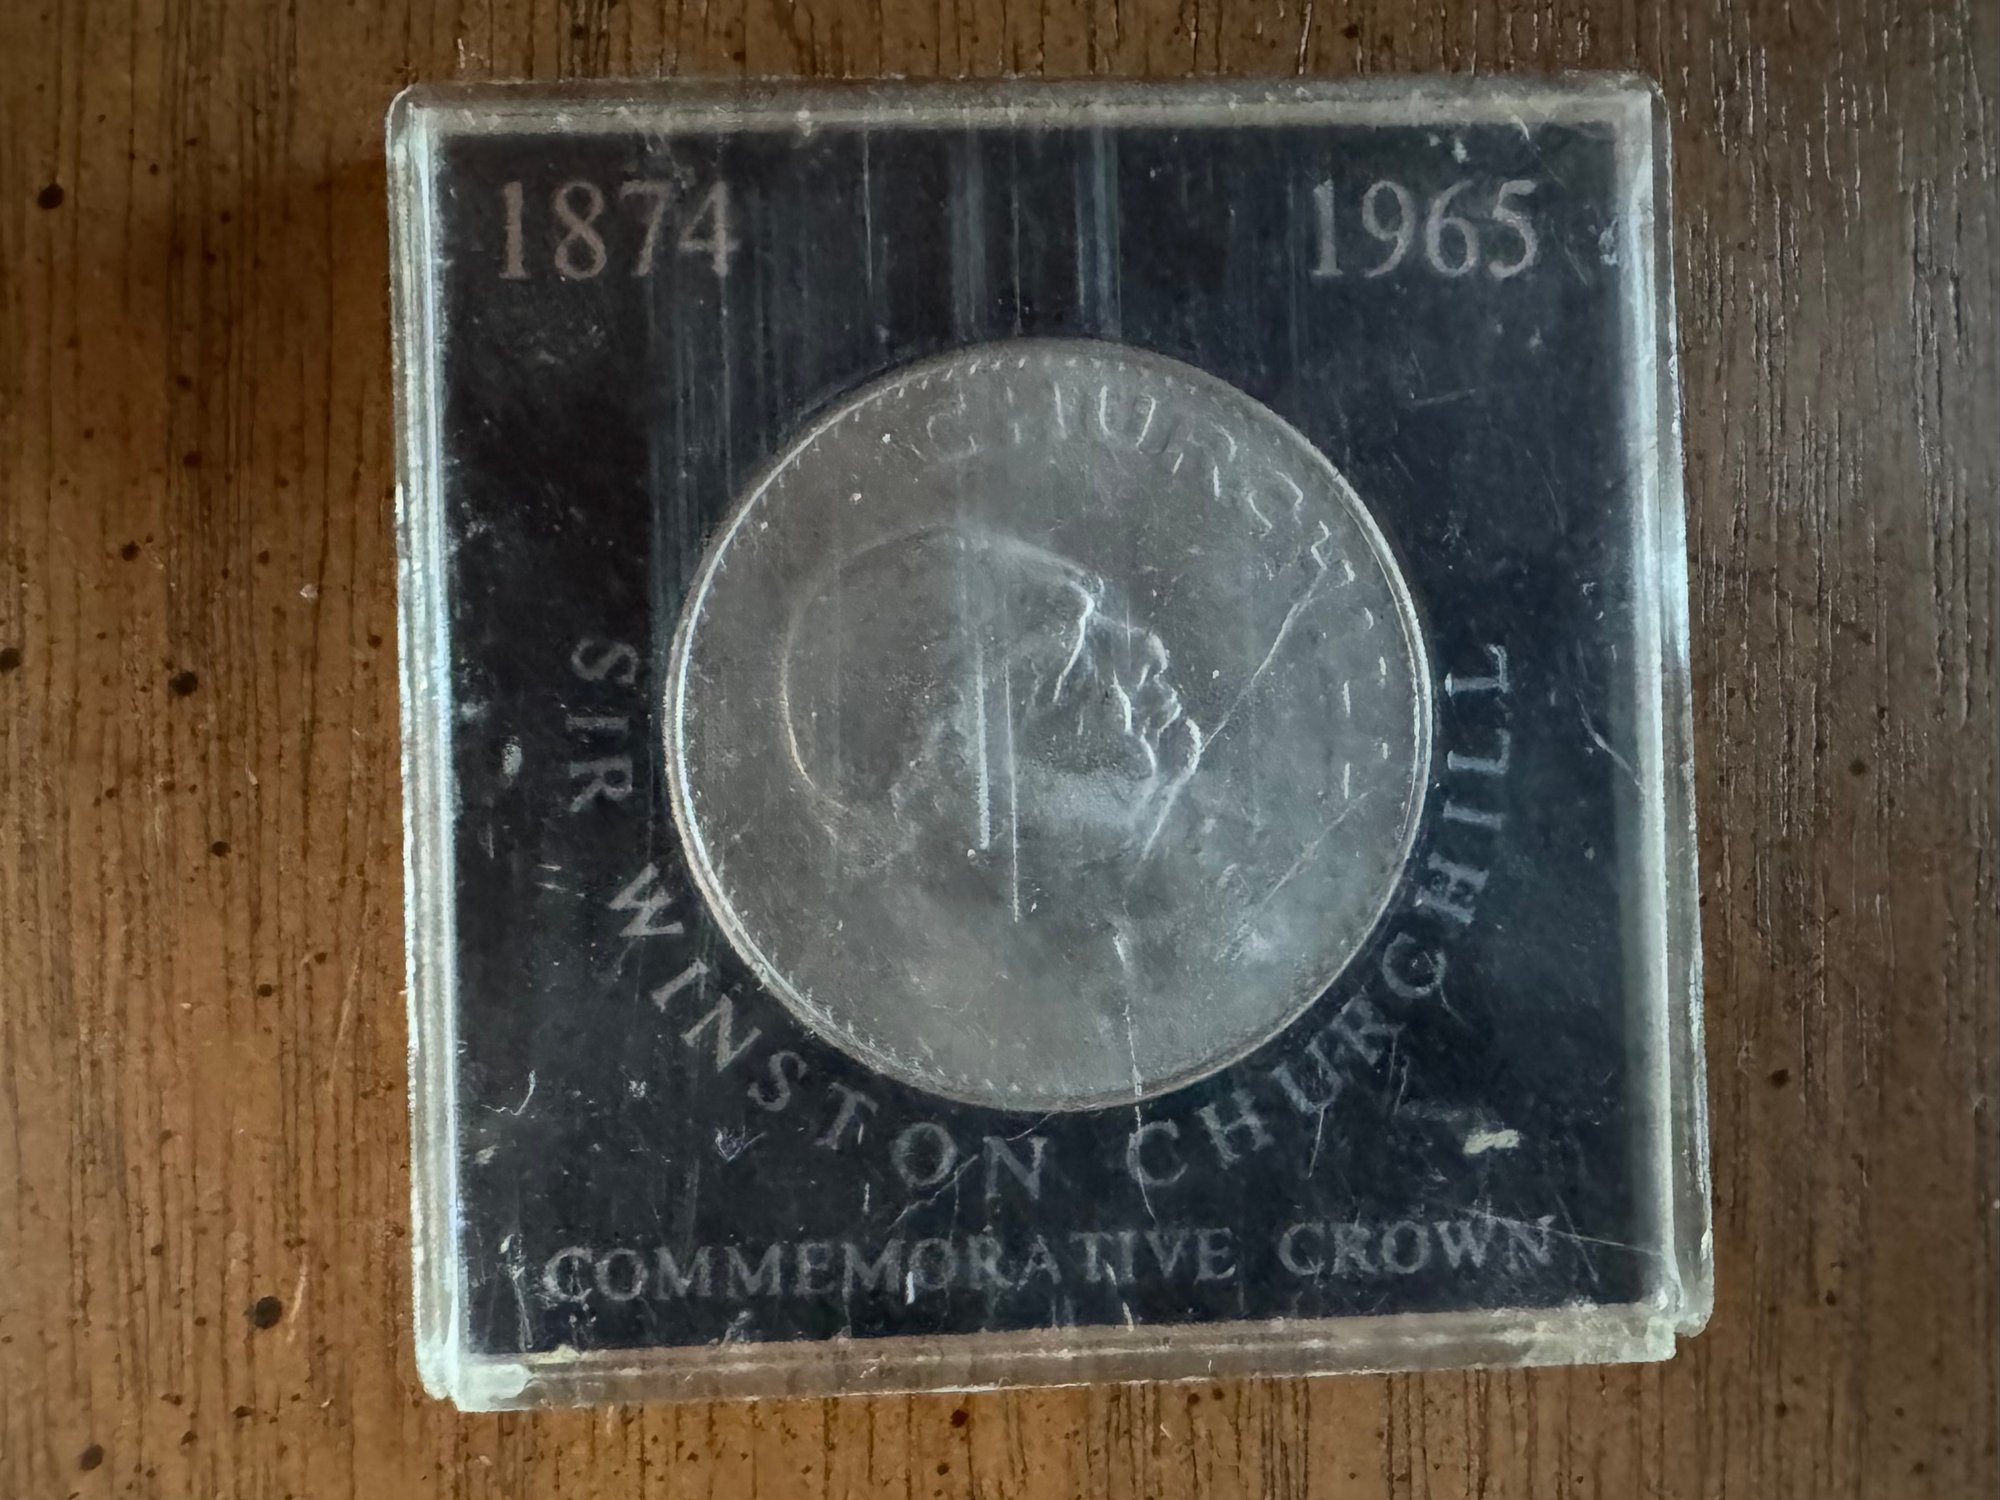 1874 1965
CHURCHILL
SIR WINSTON CHURCHILL
COMMEMORATIVE CROWN